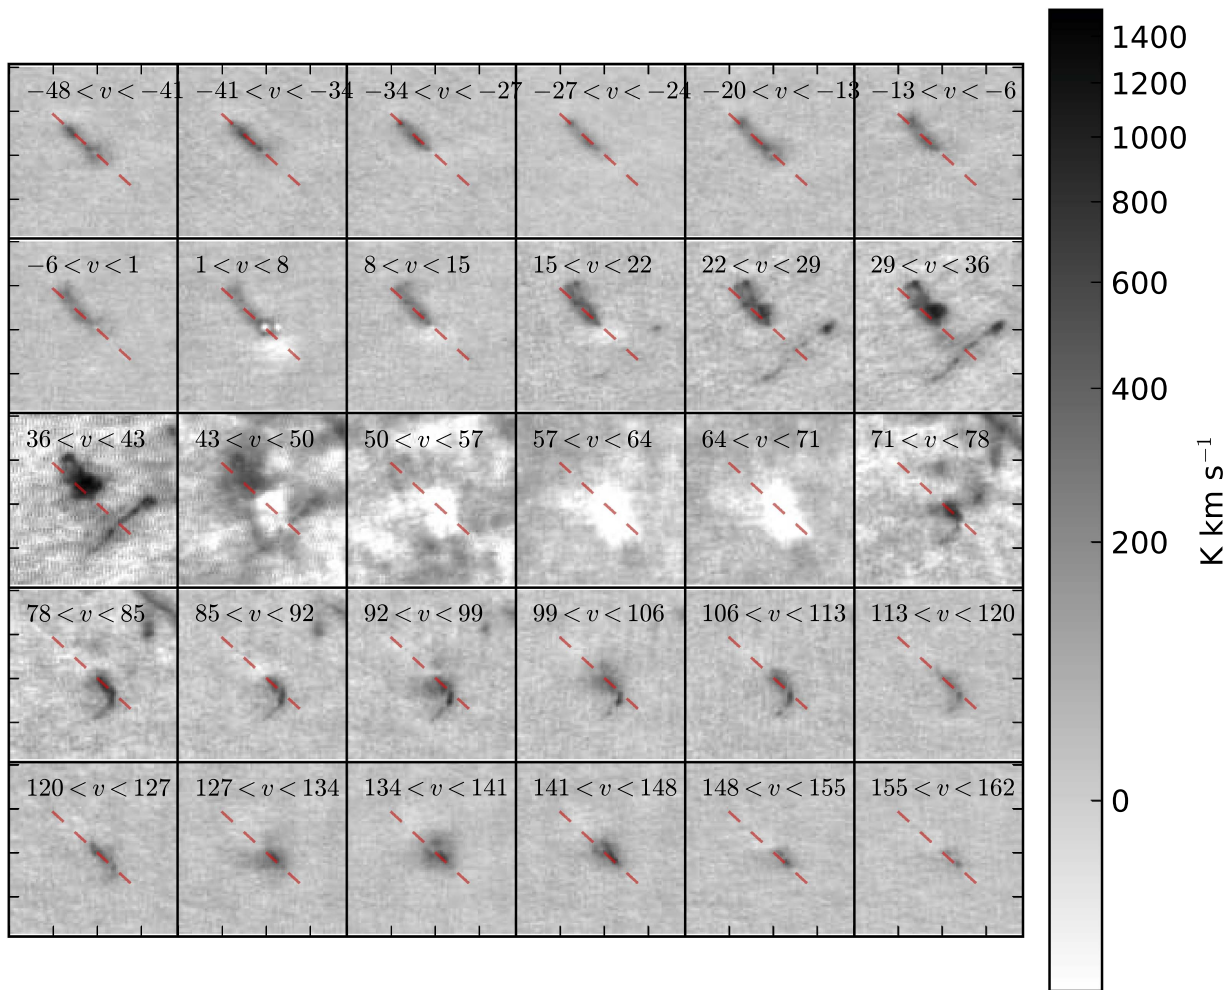 −48 < v < −41 −41 < v < −34 −34 < v < −27 −27 < v < −24 −20 < v < −13 −13 < v < −6
−6 < v < 1 1 < v < 8 8 < v < 15 15 < v < 22 22 < v < 29 29 < v < 36
36 < v < 43 43 < v < 50 50 < v < 57 57 < v < 64 64 < v < 71 71 < v < 78
78 < v < 85 85 < v < 92 92 < v < 99 99 < v < 106 106 < v < 113 113 < v < 120
120 < v < 127 127 < v < 134 134 < v < 141 141 < v < 148 148 < v < 155 155 < v < 162
1400
1200
1000
800
600
400
200
0
K km s⁻¹